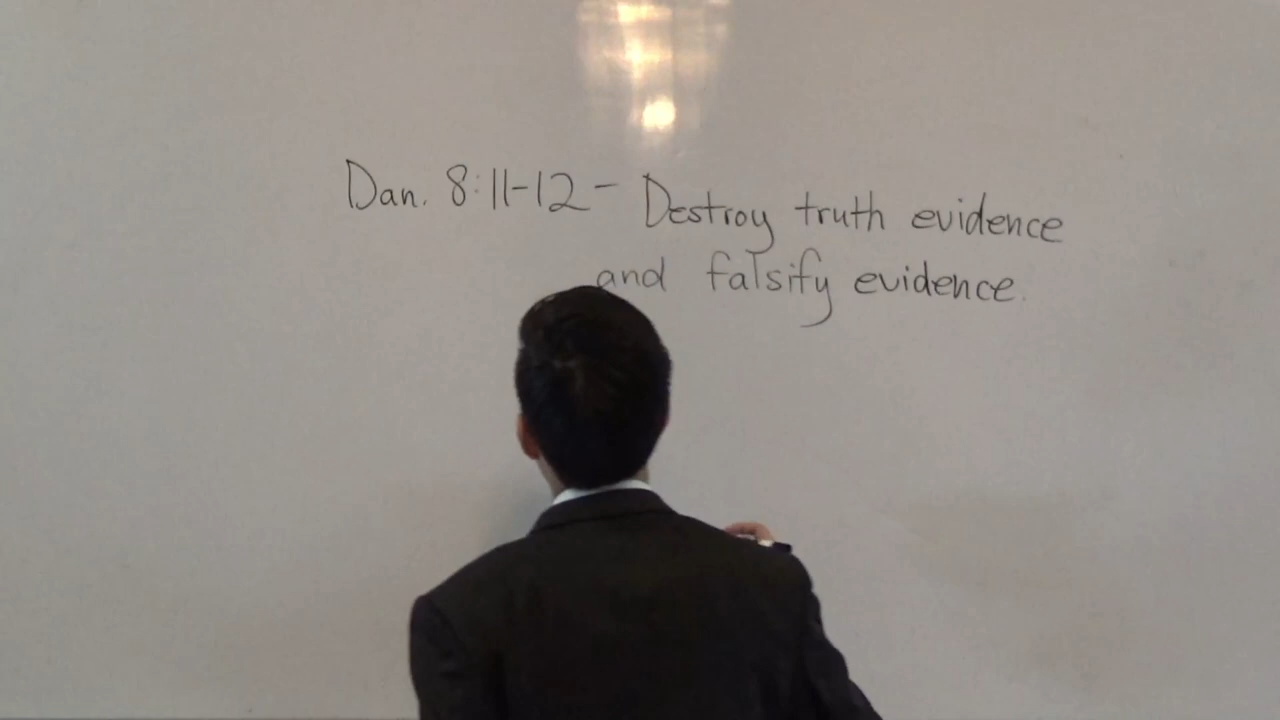 Dan. 8:11-12 - Destroy truth evidence
and falsify evidence.